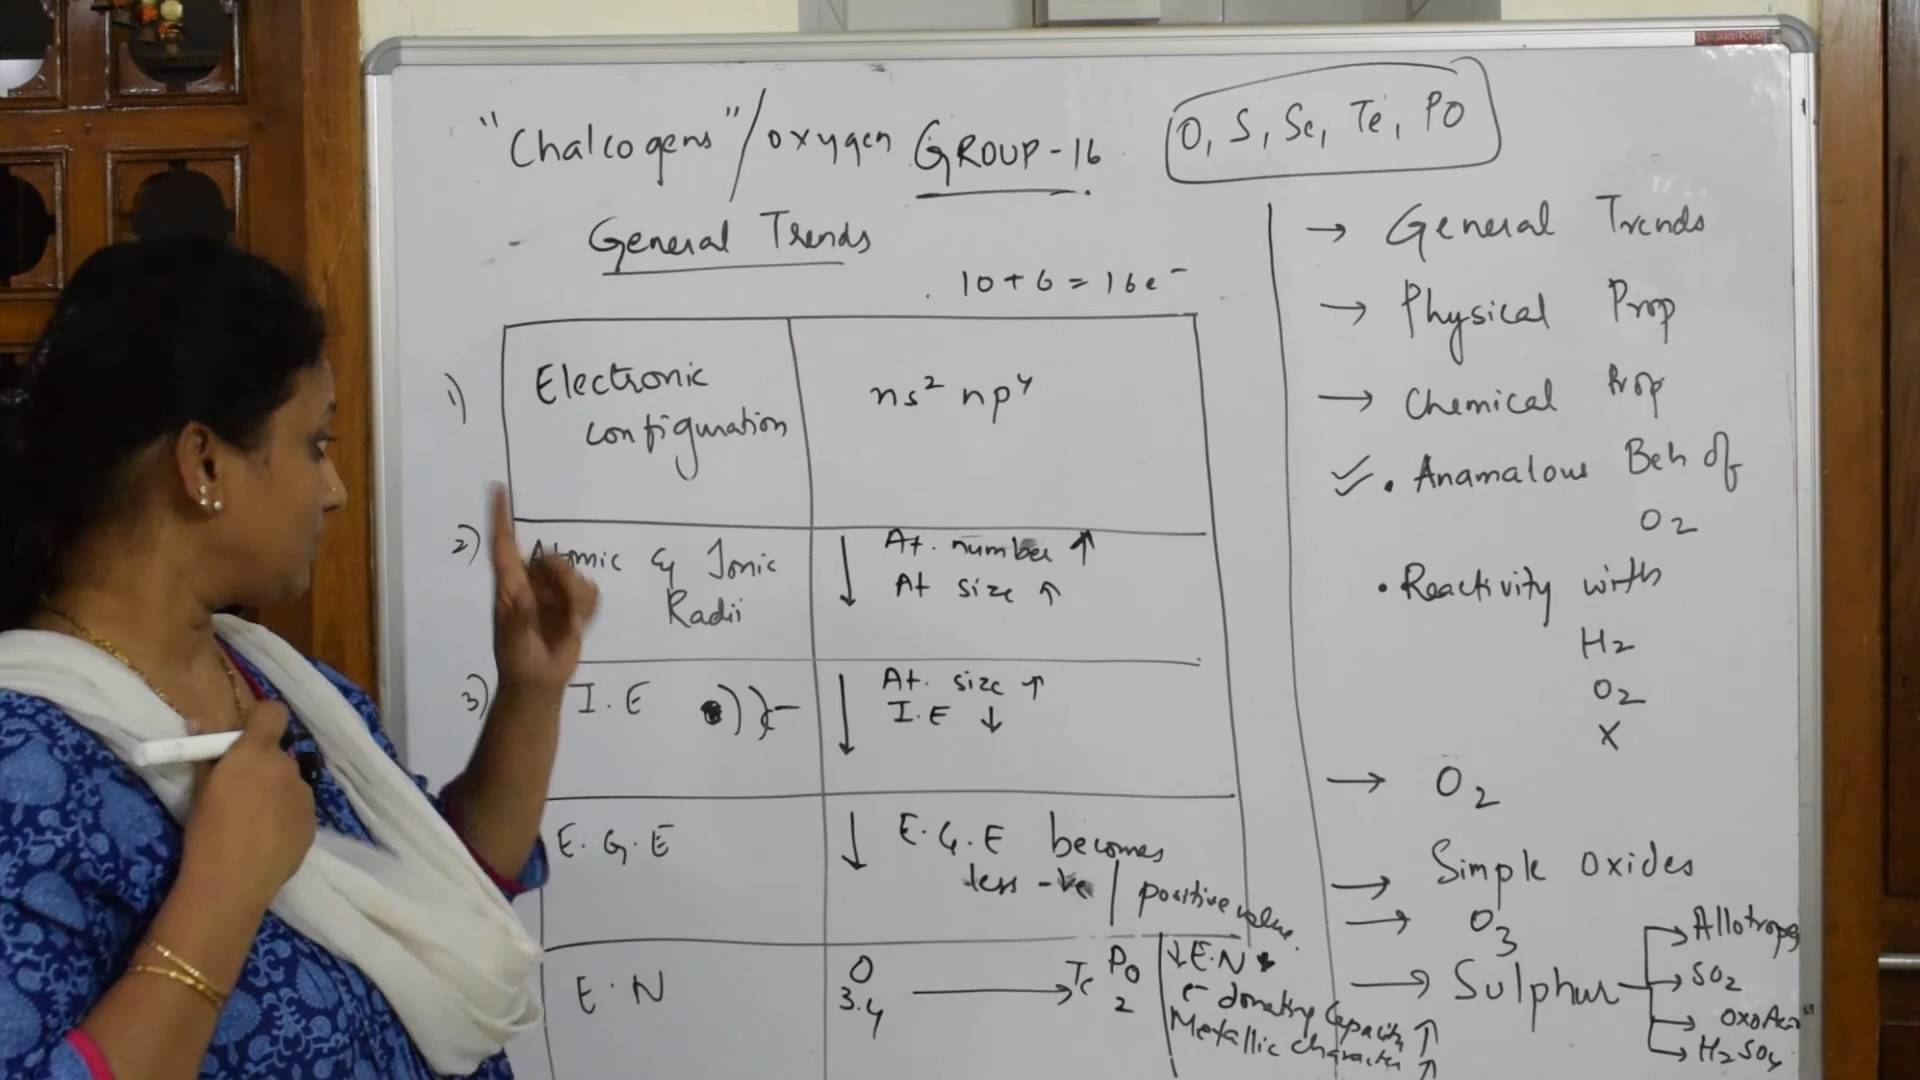 "Chalcogens"/oxygen GROUP-16
O, S, Se, Te, PO
General Trends
10 + 6 = 16e⁻
1) Electronic configuration
ns² np⁴
2) Atomic & Ionic Radii
↓ At. number ↑
At size ↑
3) I.E
↓ At. size ↑
I.E ↓
E.G.E
↓ E.G.E becomes
less -ve | positive value.
E.N
O → Te Po
3.4 2
↓ E.N
e⁻ donating capacity ↑
Metallic character ↑
→ General Trends
→ Physical Prop
→ Chemical Prop
• Anamalous Beh of
O₂
• Reactivity with
H₂
O₂
X
→ O₂
→ Simple Oxides
→ O₃
→ Sulphur
→ Allotropes
→ SO₂
→ H₂SO₄